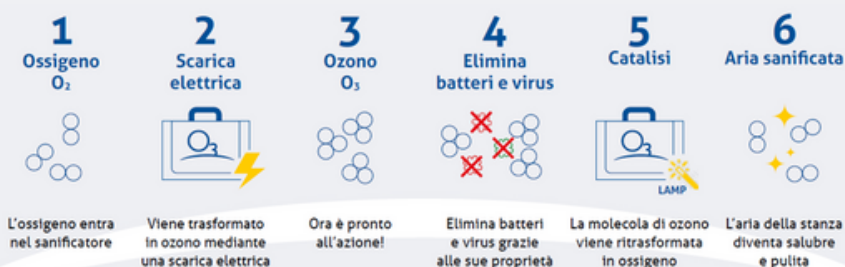 1
Ossigeno
O₂
L'ossigeno entra
nel sanificatore
2
Scarica
elettrica
O₃
Viene trasformato
in ozono mediante
una scarica elettrica
3
Ozono
O₃
Ora è pronto
all'azione!
4
Elimina
batteri e virus
Elimina batteri
e virus grazie
alle sue proprietà
5
Catalisi
O₃
LAMP
La molecola di ozono
viene ritrasformata
in ossigeno
6
Aria sanificata
L'aria della stanza
diventa salubre
e pulita